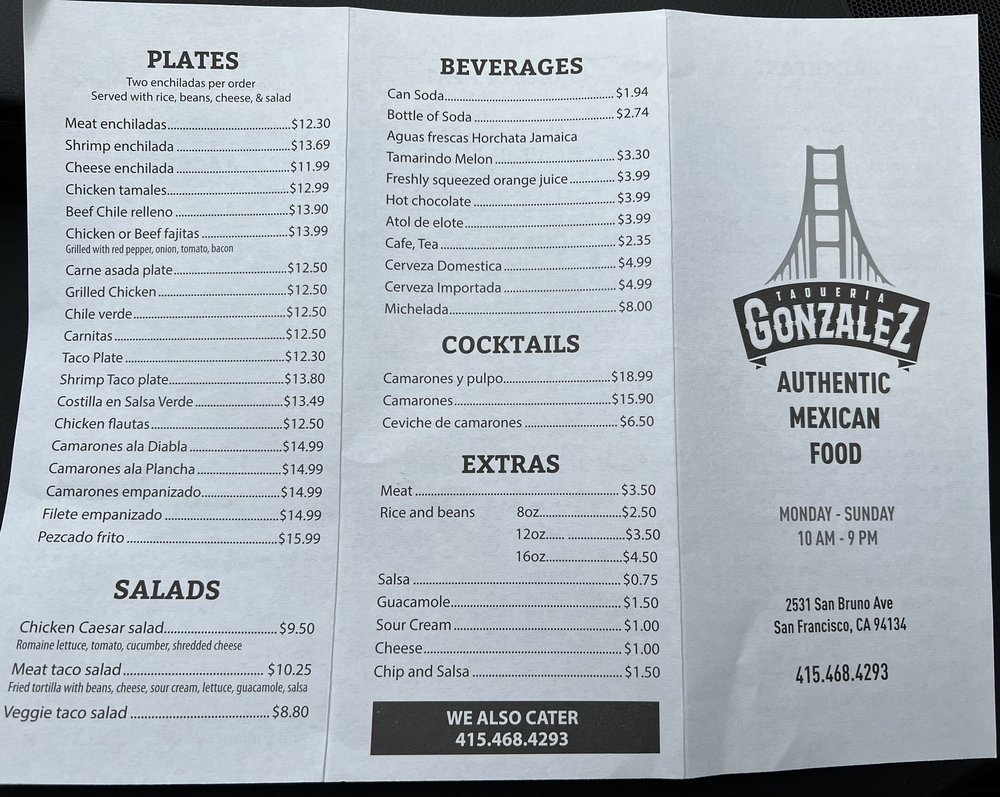 PLATES
Two enchiladas per order
Served with rice, beans, cheese, & salad
Meat enchiladas $12.30
Shrimp enchilada $13.69
Cheese enchilada $11.99
Chicken tamales $12.99
Beef Chile relleno $13.90
Chicken or Beef fajitas $13.99
Grilled with red pepper, onion, tomato, bacon
Carne asada plate $12.50
Grilled Chicken $12.50
Chile verde $12.50
Carnitas $12.50
Taco Plate $12.30
Shrimp Taco plate $13.80
Costilla en Salsa Verde $13.49
Chicken flautas $12.50
Camarones ala Diabla $14.99
Camarones ala Plancha $14.99
Camarones empanizado $14.99
Filete empanizado $14.99
Pezcado frito $15.99
SALADS
Chicken Caesar salad $9.50
Romaine lettuce, tomato, cucumber, shredded cheese
Meat taco salad $10.25
Fried tortilla with beans, cheese, sour cream, lettuce, guacamole, salsa
Veggie taco salad $8.80
BEVERAGES
Can Soda $1.94
Bottle of Soda $2.74
Aguas frescas Horchata Jamaica
Tamarindo Melon $3.30
Freshly squeezed orange juice $3.99
Hot chocolate $3.99
Atol de elote $3.99
Cafe, Tea $2.35
Cerveza Domestica $4.99
Cerveza Importada $4.99
Michelada $8.00
COCKTAILS
Camarones y pulpo $18.99
Camarones $15.90
Ceviche de camarones $6.50
EXTRAS
Meat $3.50
Rice and beans 8oz $2.50
12oz $3.50
16oz $4.50
Salsa $0.75
Guacamole $1.50
Sour Cream $1.00
Cheese $1.00
Chip and Salsa $1.50
WE ALSO CATER
415.468.4293
TAQUERIA
GONZALEZ
AUTHENTIC
MEXICAN
FOOD
MONDAY - SUNDAY
10 AM - 9 PM
2531 San Bruno Ave
San Francisco, CA 94134
415.468.4293